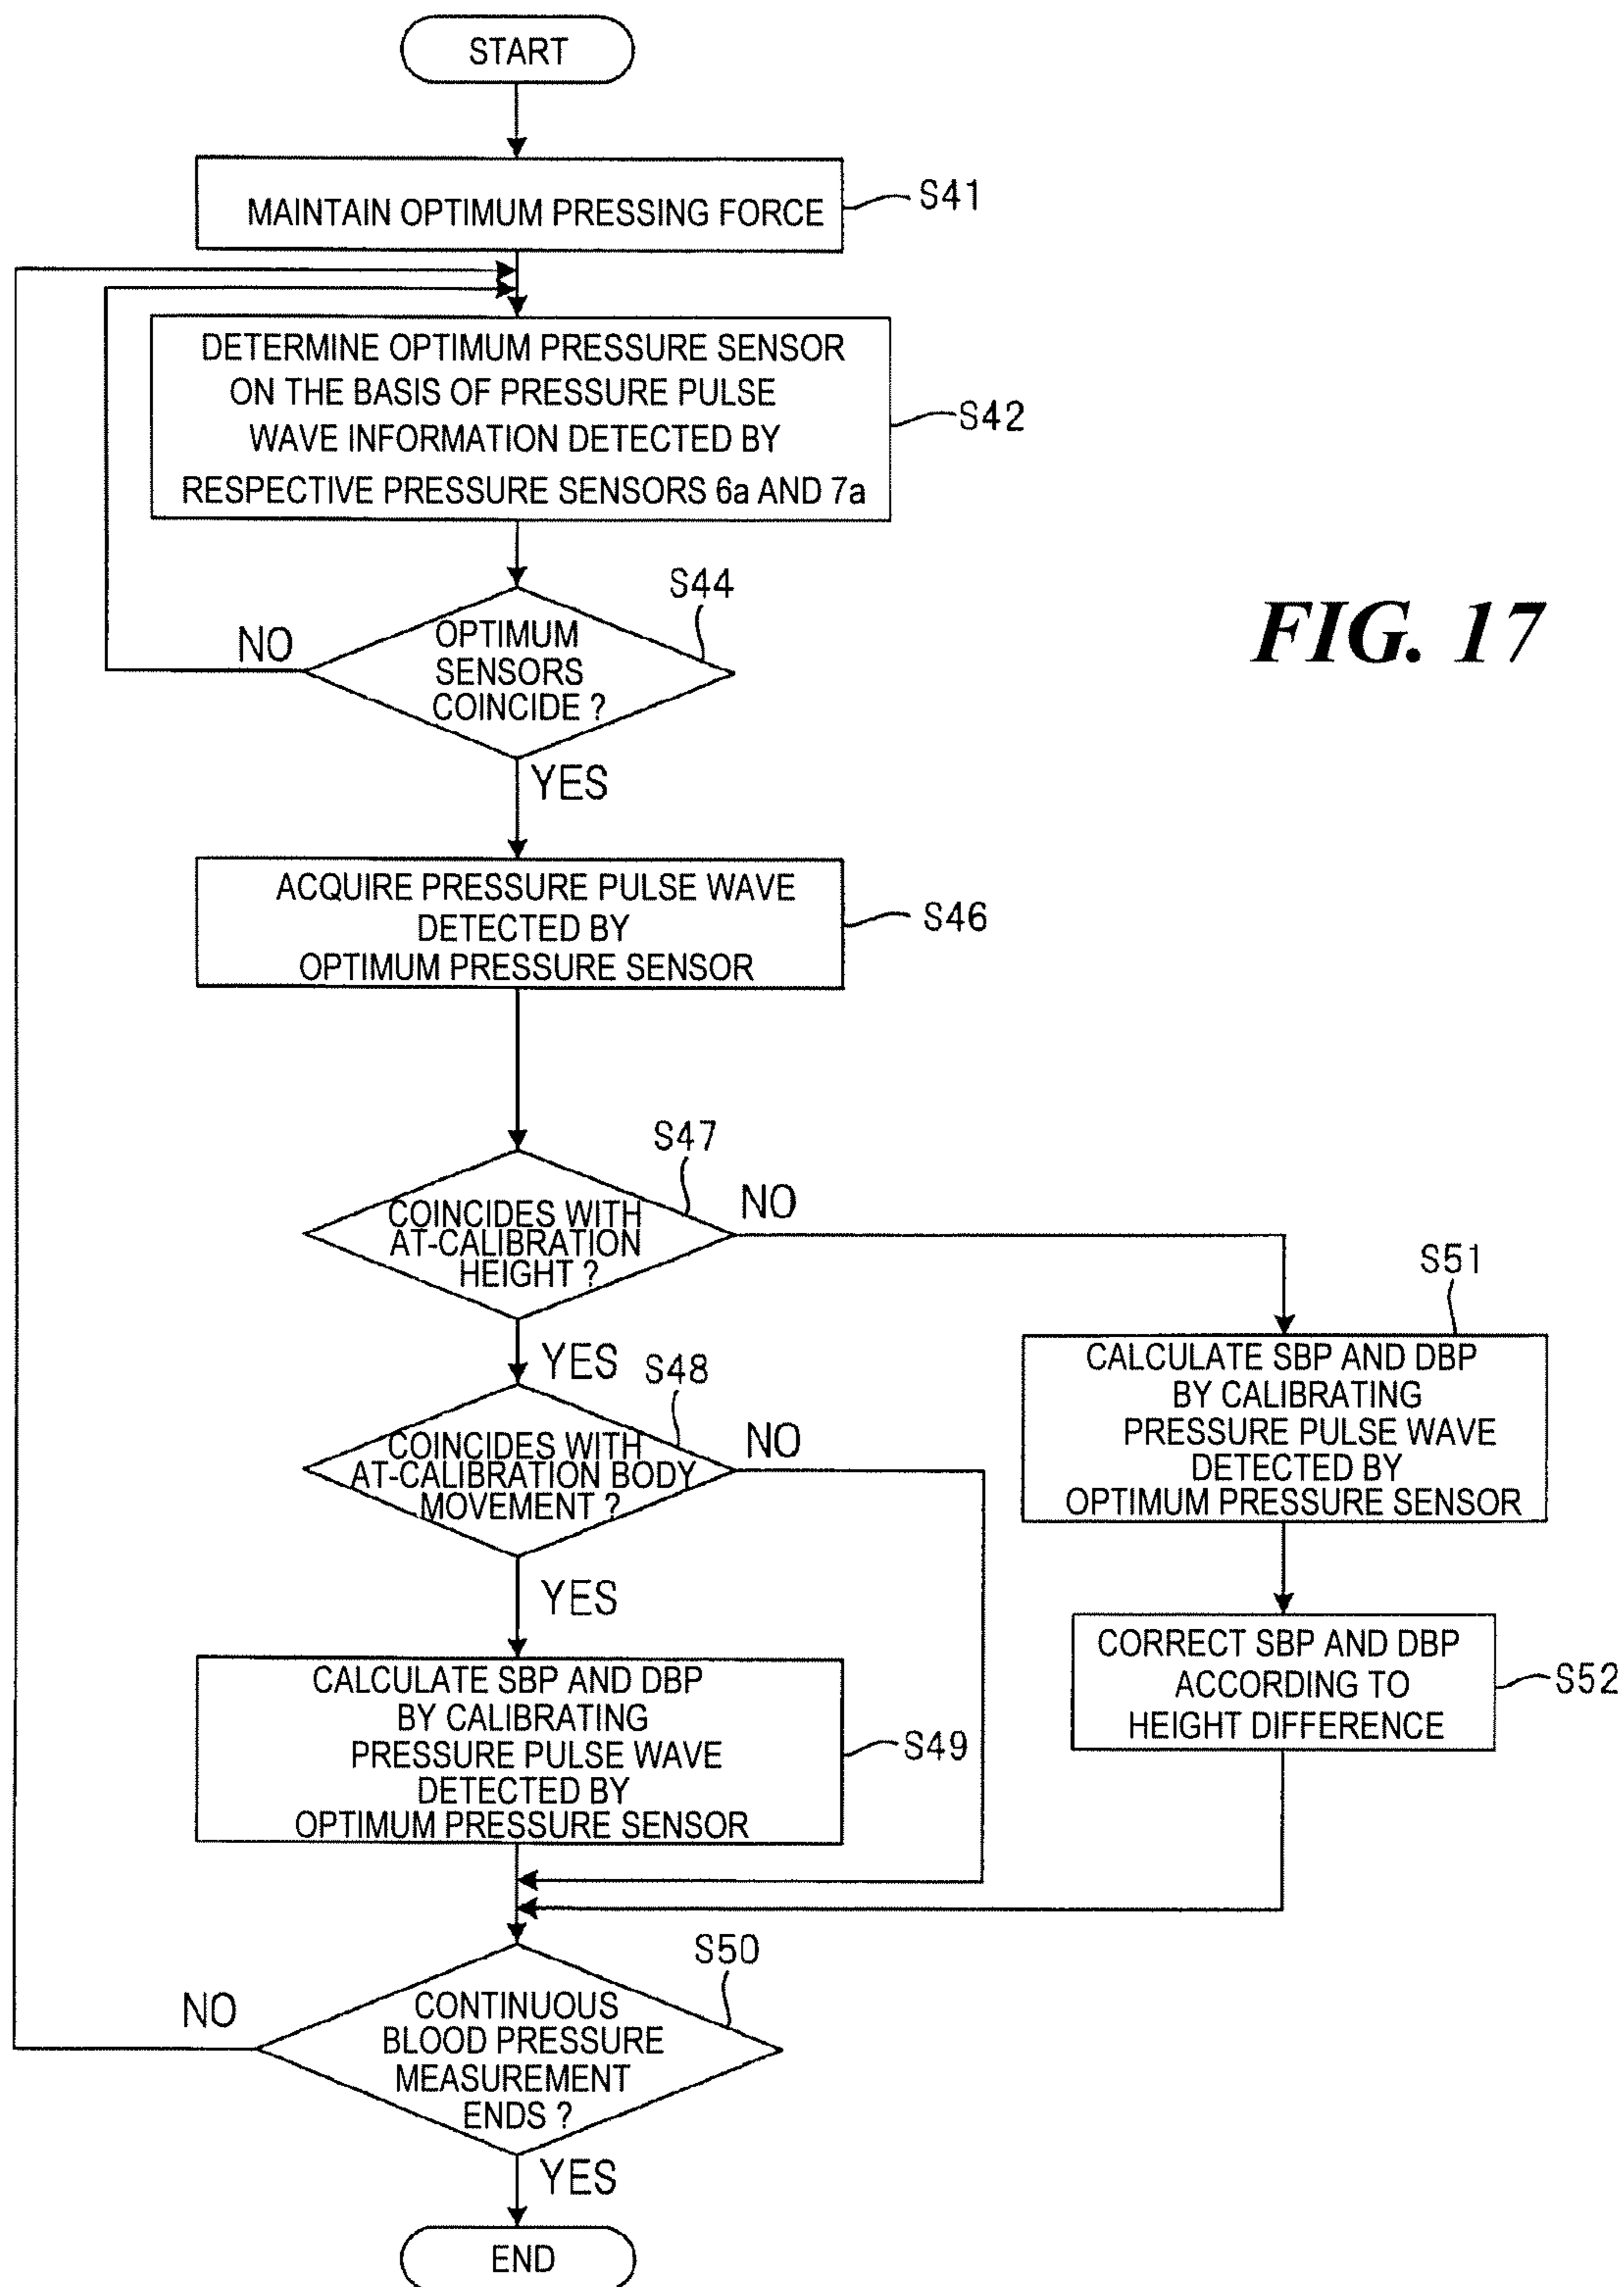 START
MAINTAIN OPTIMUM PRESSING FORCE
S41
DETERMINE OPTIMUM PRESSURE SENSOR
ON THE BASIS OF PRESSURE PULSE
WAVE INFORMATION DETECTED BY
RESPECTIVE PRESSURE SENSORS 6a AND 7a
S42
FIG. 17
S44
NO
OPTIMUM
SENSORS
COINCIDE ?
YES
ACQUIRE PRESSURE PULSE WAVE
DETECTED BY
OPTIMUM PRESSURE SENSOR
S46
S47
COINCIDES WITH
AT-CALIBRATION
HEIGHT ?
NO
YES
S51
CALCULATE SBP AND DBP
BY CALIBRATING
PRESSURE PULSE WAVE
DETECTED BY
OPTIMUM PRESSURE SENSOR
S48
COINCIDES WITH
AT-CALIBRATION BODY
MOVEMENT ?
NO
YES
CORRECT SBP AND DBP
ACCORDING TO
HEIGHT DIFFERENCE
S52
CALCULATE SBP AND DBP
BY CALIBRATING
PRESSURE PULSE WAVE
DETECTED BY
OPTIMUM PRESSURE SENSOR
S49
S50
NO
CONTINUOUS
BLOOD PRESSURE
MEASUREMENT
ENDS ?
YES
END